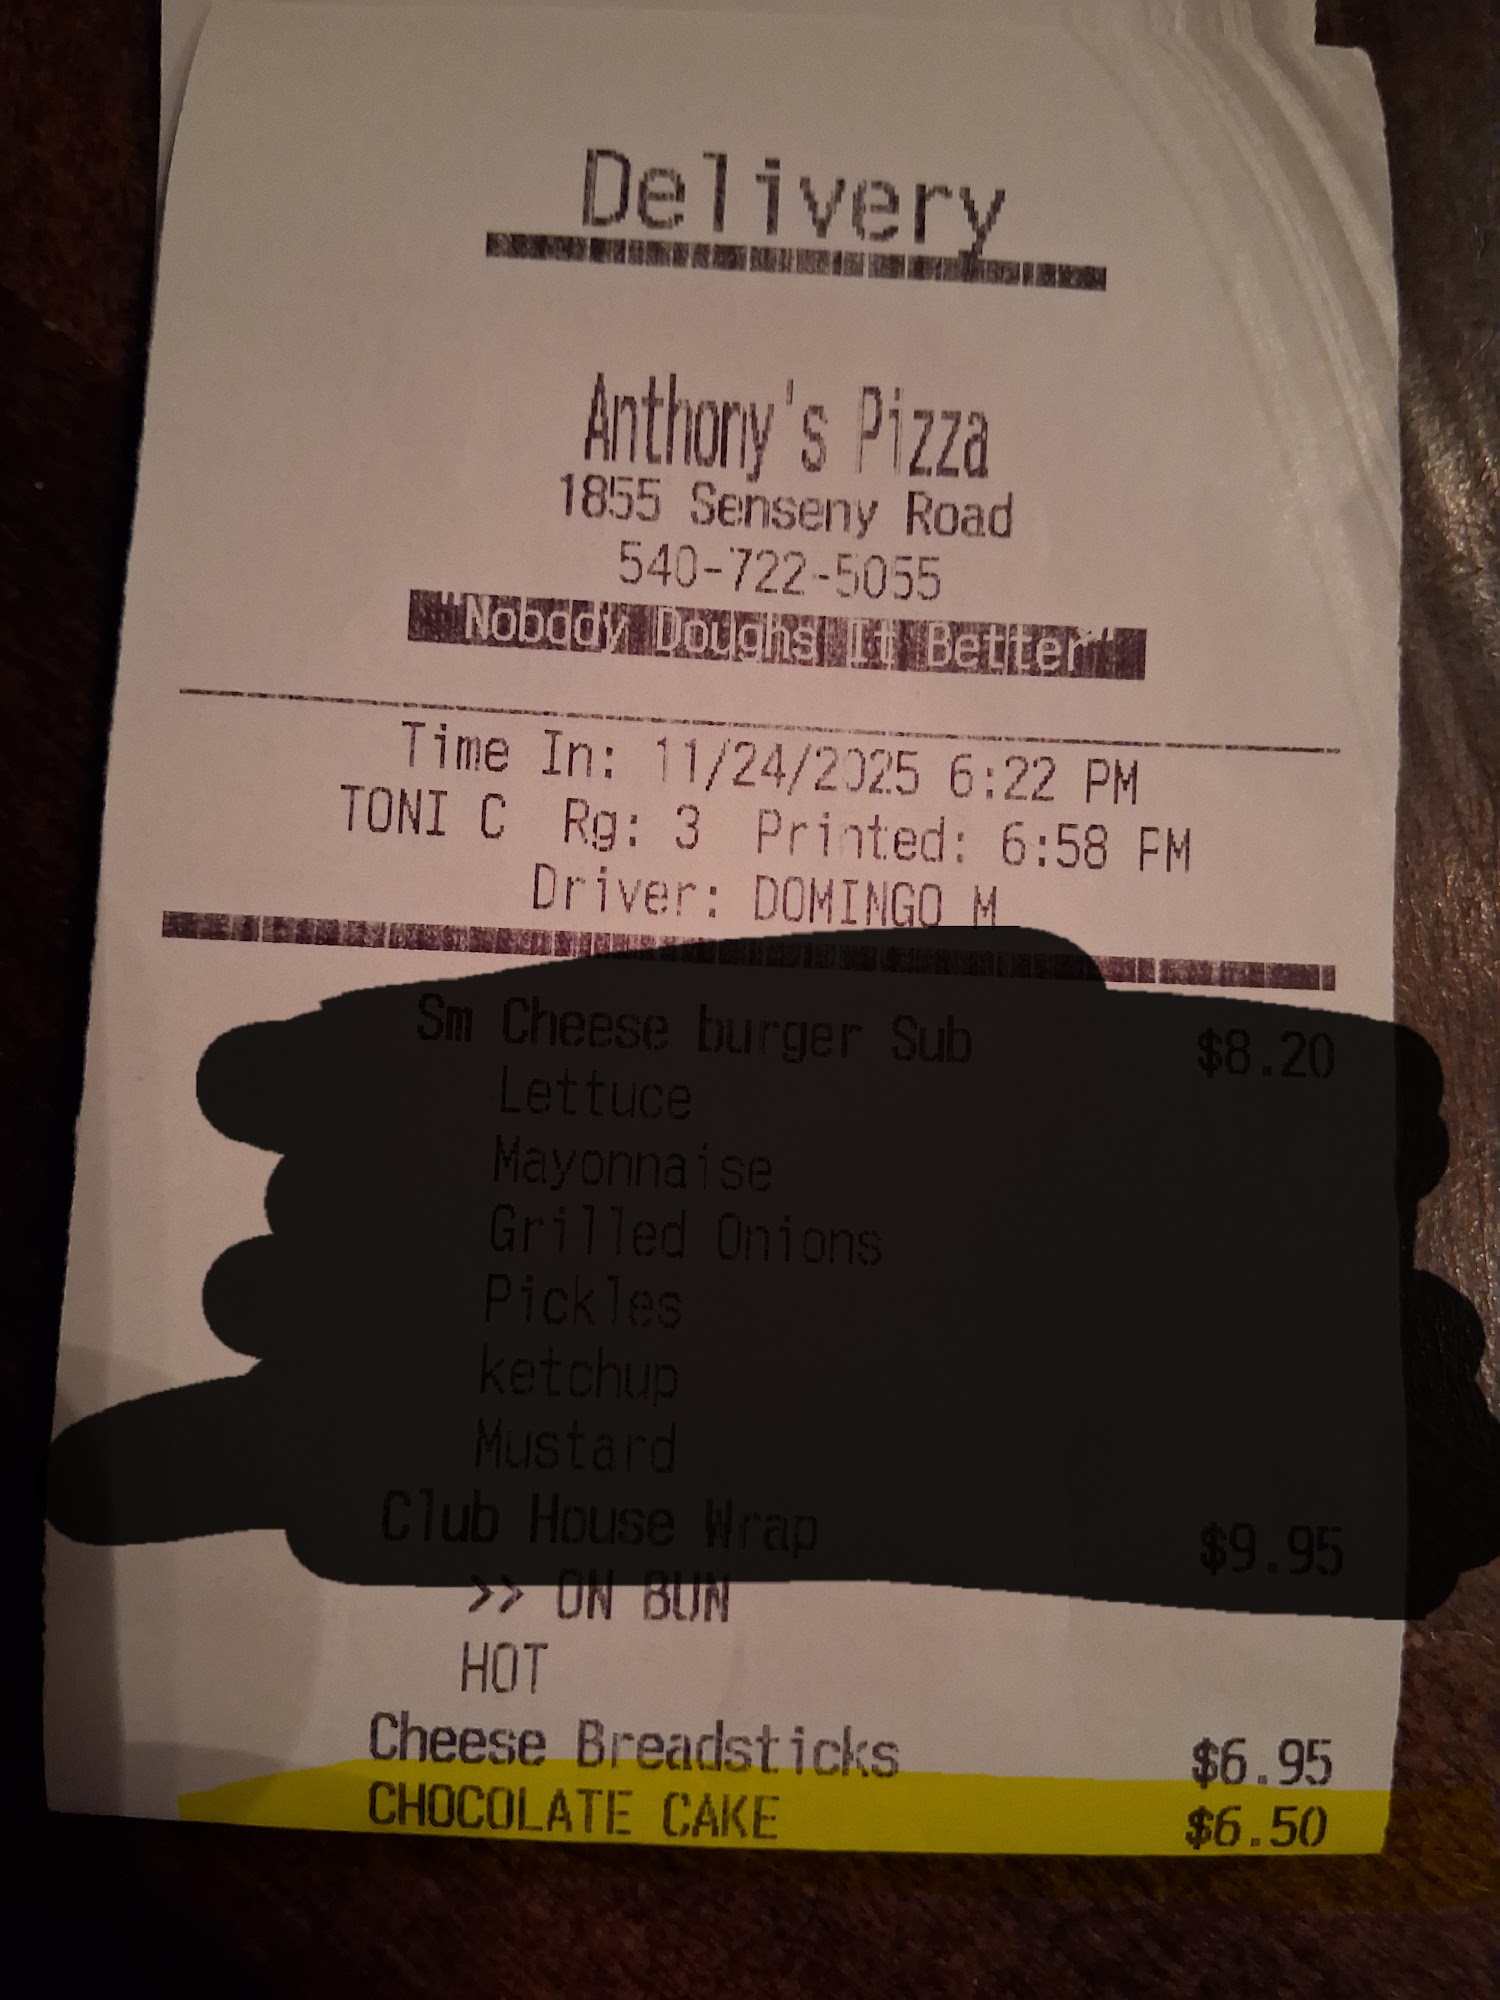 Delivery
Anthony's Pizza
1855 Senseny Road
540-722-5055
"Nobody Doughs It Better"
Time In: 11/24/2025 6:22 PM
TONI C Rg: 3 Printed: 6:58 PM
Driver: DOMINGO M
Sm Cheese burger Sub $8.20
Lettuce
Mayonnaise
Grilled Onions
Pickles
ketchup
Mustard
Club House Wrap $9.95
>> ON BUN
HOT
Cheese Breadsticks $6.95
CHOCOLATE CAKE $6.50